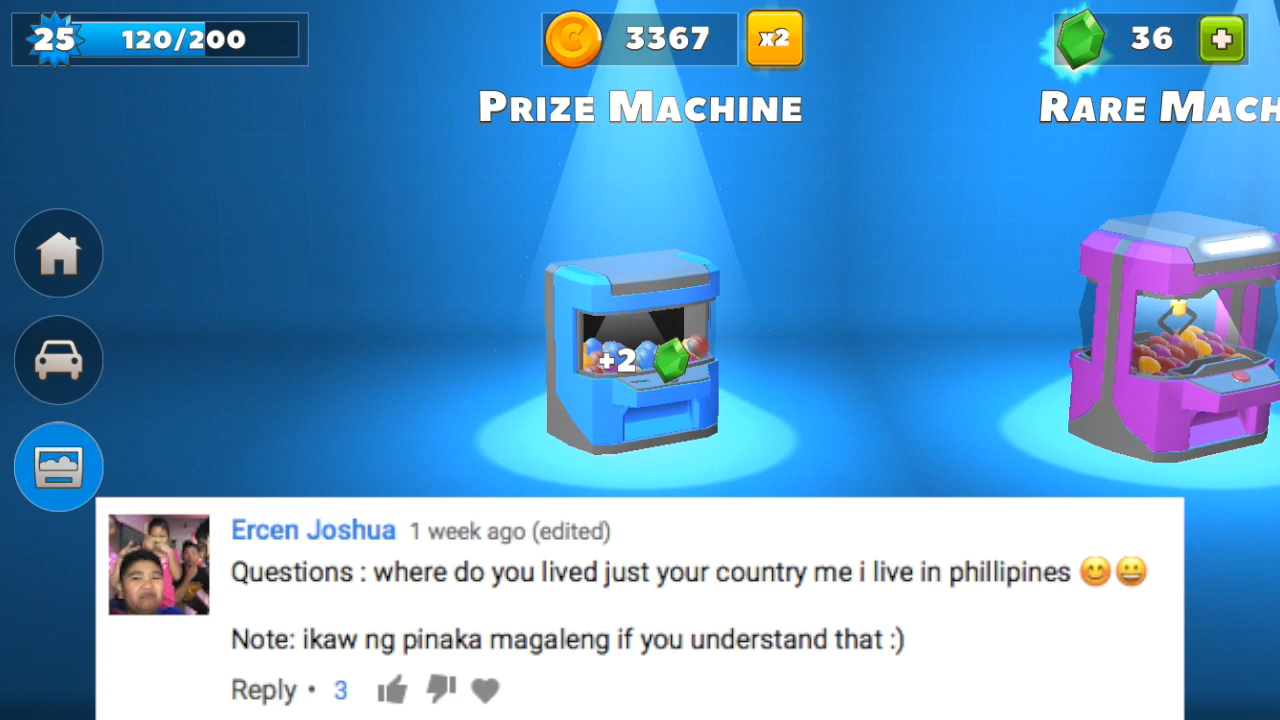 25 120/200 3367 x2 36
PRIZE MACHINE RARE MACH
+2
Ercen Joshua 1 week ago (edited)
Questions : where do you lived just your country me i live in phillipines 😊😀
Note: ikaw ng pinaka magaleng if you understand that :)
Reply • 3